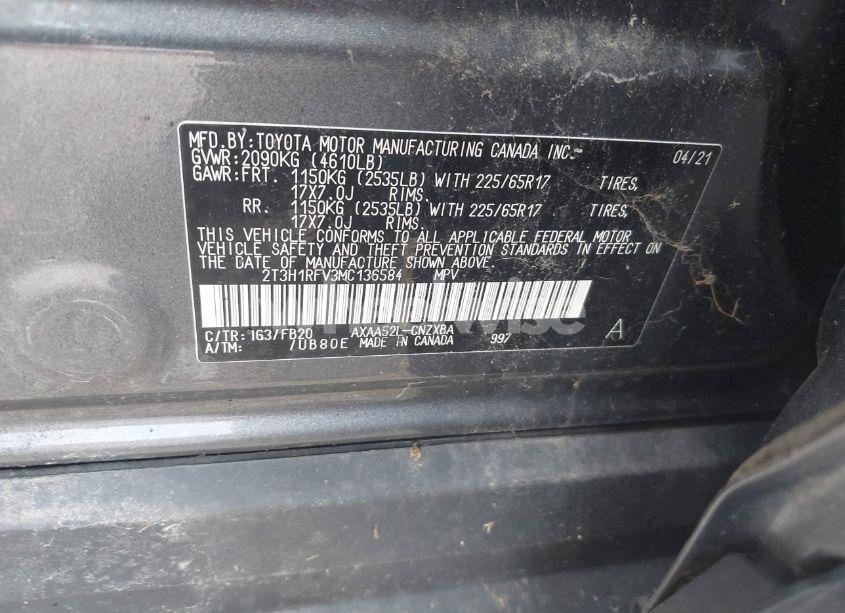 MFD.BY:TOYOTA MOTOR MANUFACTURING CANADA INC. 04/21
GVWR:2090KG (4610LB)
GAWR:FRT. 1150KG (2535LB) WITH 225/65R17 TIRES,
17X7.0J RIMS.
RR. 1150KG (2535LB) WITH 225/65R17 TIRES,
17X7.0J RIMS.
THIS VEHICLE CONFORMS TO ALL APPLICABLE FEDERAL MOTOR
VEHICLE SAFETY AND THEFT PREVENTION STANDARDS IN EFFECT ON
THE DATE OF MANUFACTURE SHOWN ABOVE.
2T3H1RFV3MC136584 MPV
C/TR: 1G3/FB20 AXAA52L-CNZXBA A
A/TM: /UB80E MADE IN CANADA 997